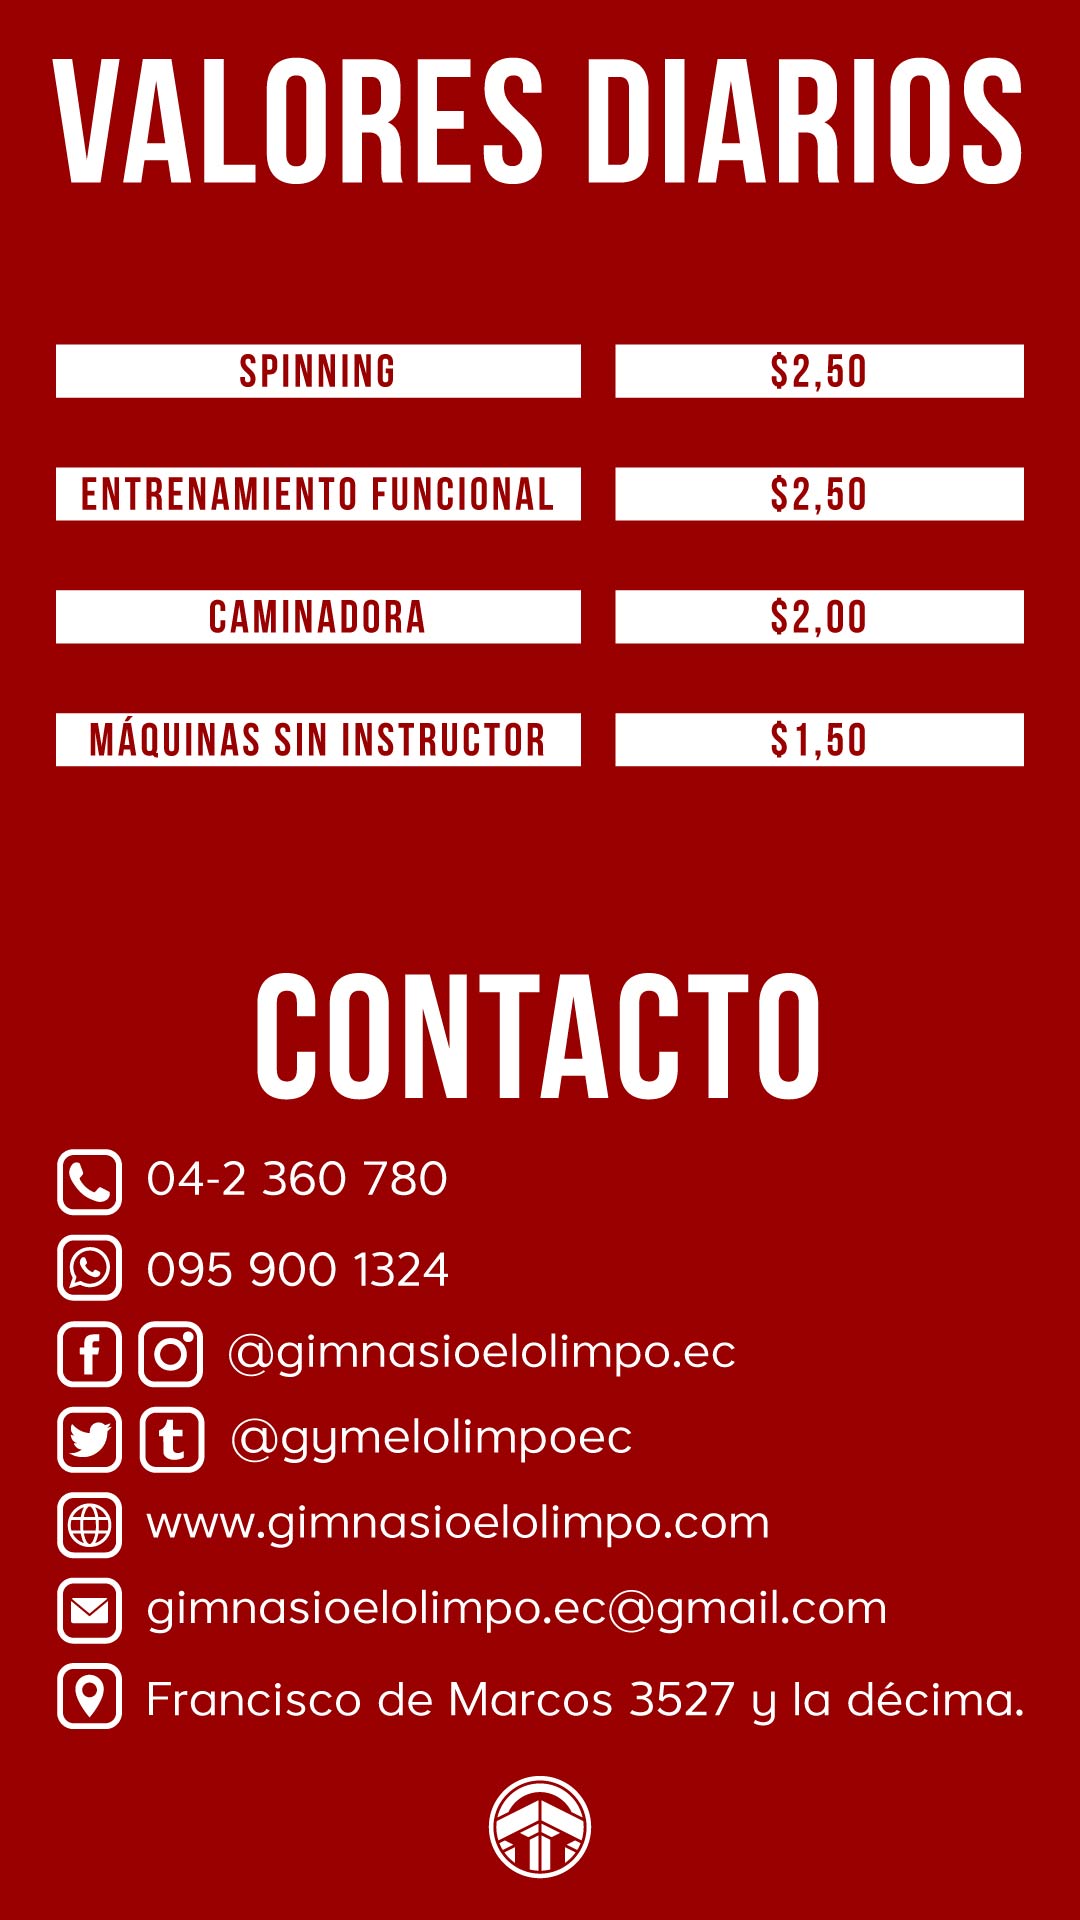 VALORES DIARIOS
SPINNING $2,50
ENTRENAMIENTO FUNCIONAL $2,50
CAMINADORA $2,00
MÁQUINAS SIN INSTRUCTOR $1,50
CONTACTO
04-2 360 780
095 900 1324
@gimnasioelolimpo.ec
@gymelolimpoec
www.gimnasioelolimpo.com
gimnasioelolimpo.ec@gmail.com
Francisco de Marcos 3527 y la décima.